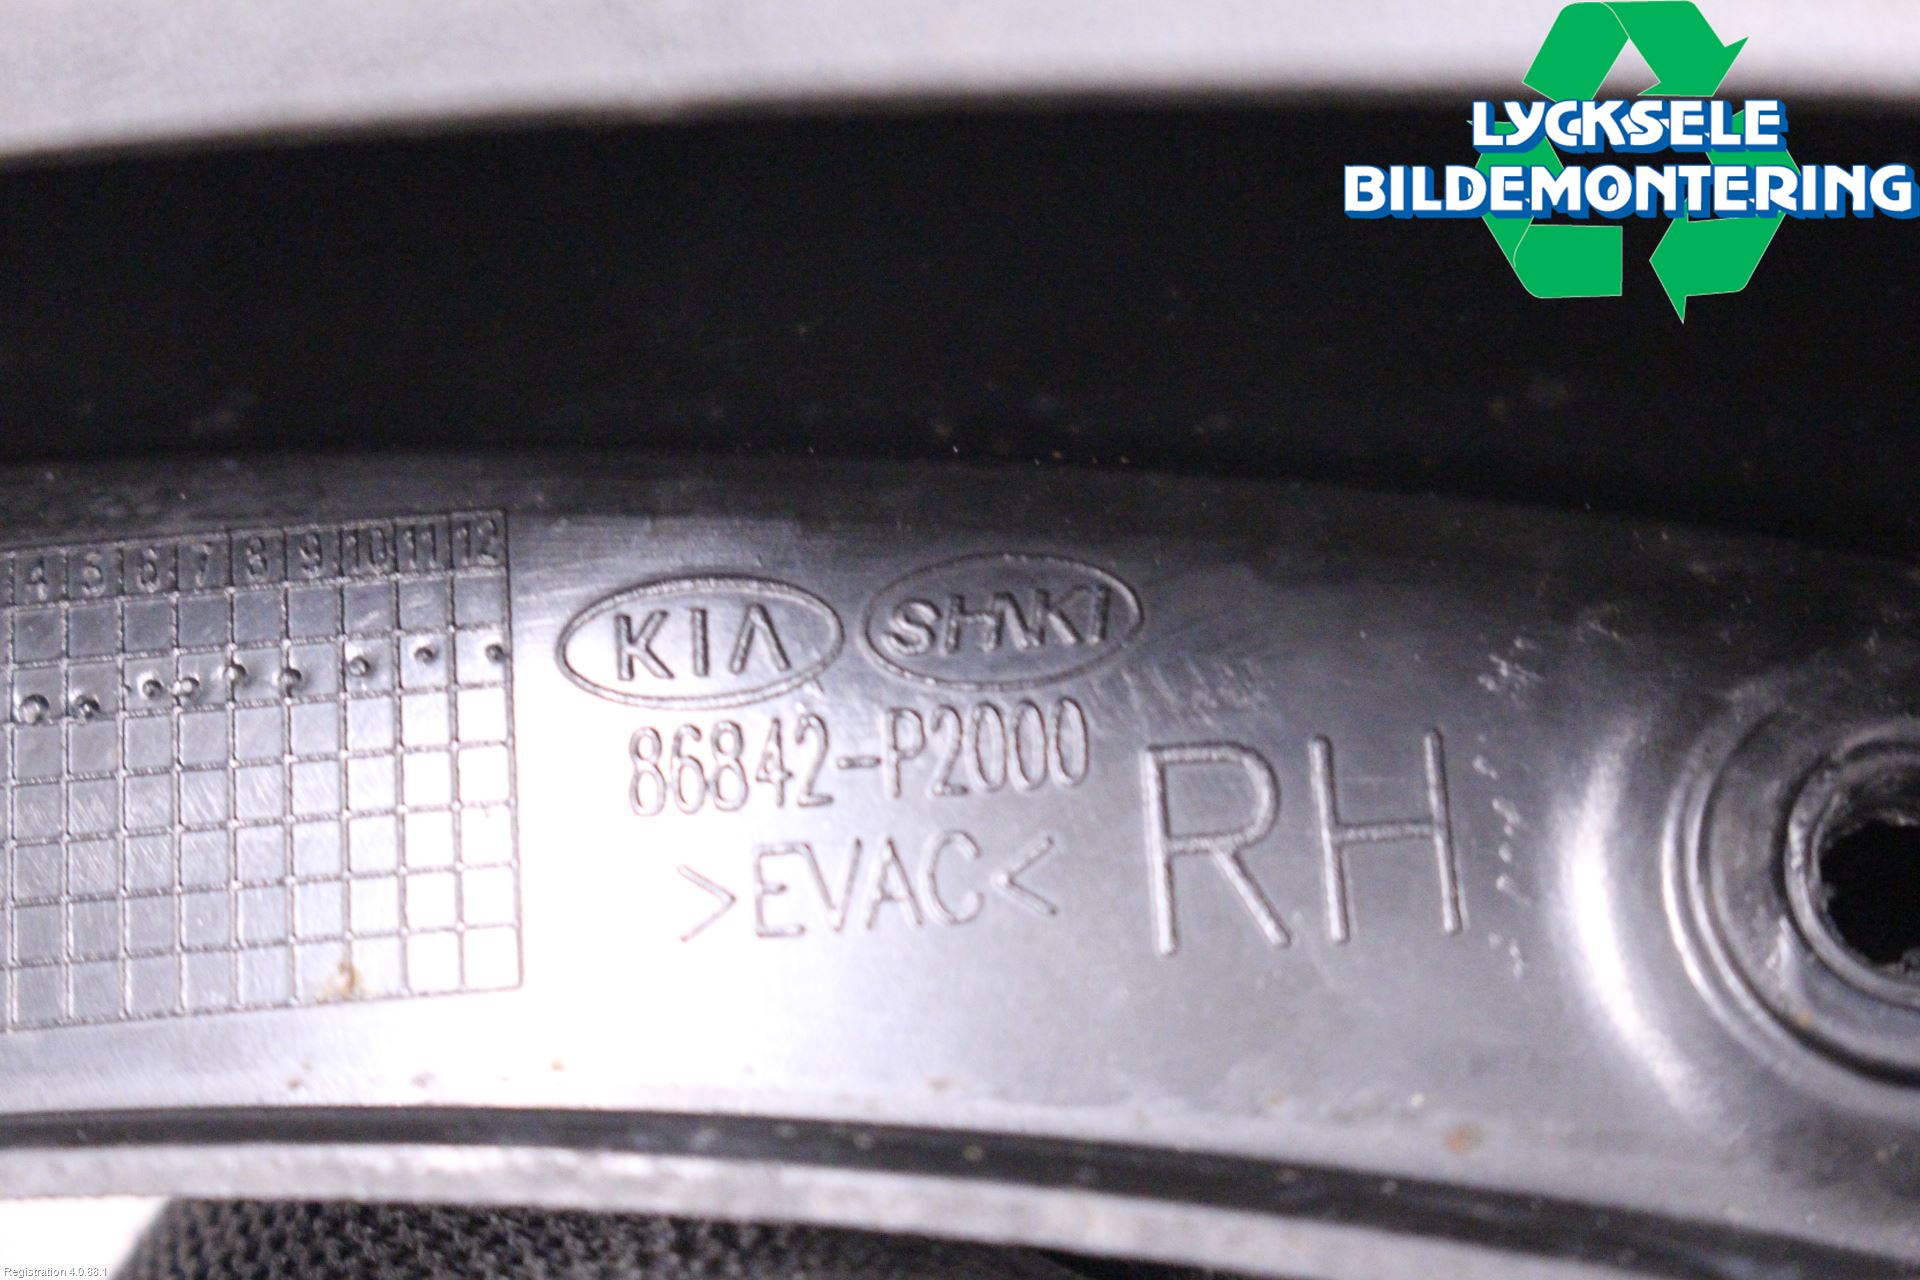 LYCKSELE
BILDEMONTERING
4 5 6 7 8 9 10 11 12
KIA
86842-P2000
>EVAC<
RH
Registration 4.0.88.1